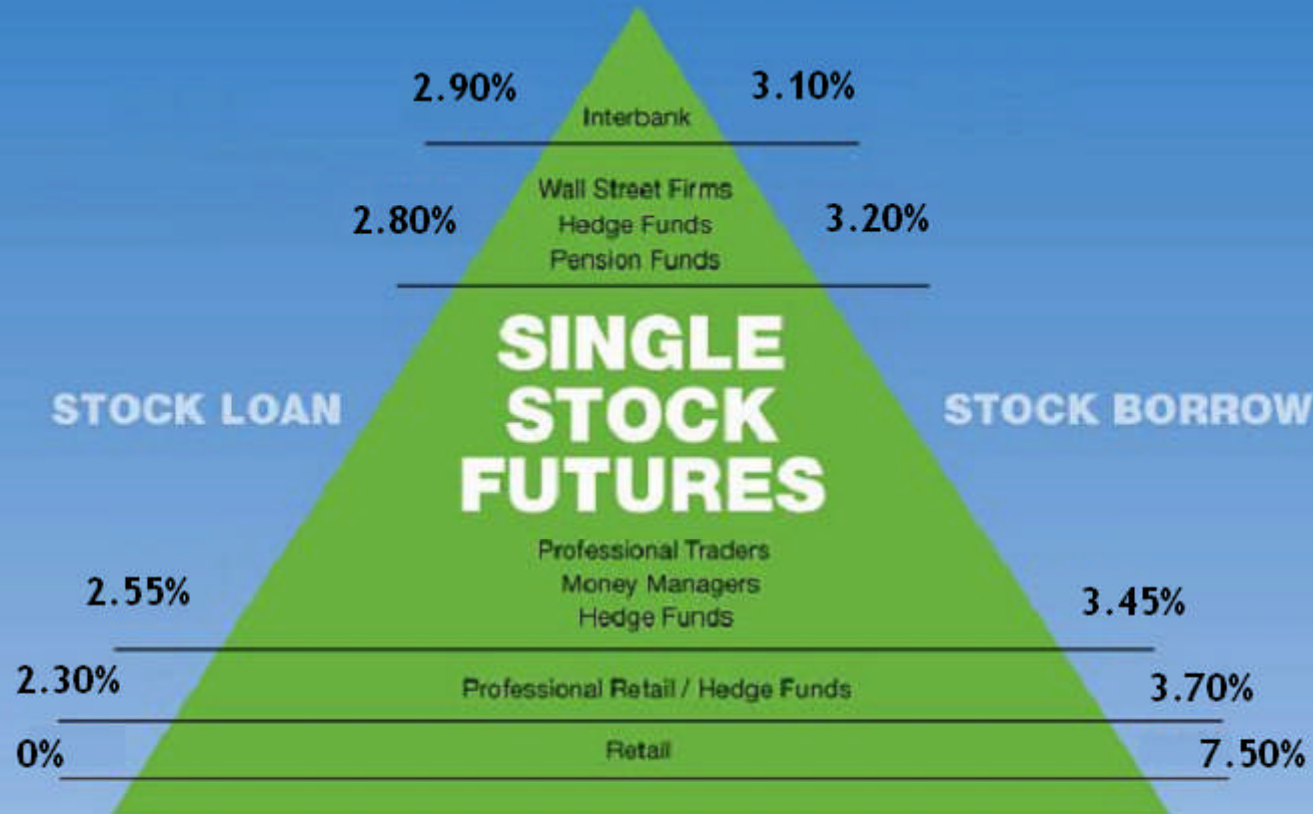 2.90% Interbank 3.10%
Wall Street Firms
2.80% Hedge Funds 3.20%
Pension Funds
SINGLE
STOCK LOAN STOCK STOCK BORROW
FUTURES
Professional Traders
2.55% Money Managers 3.45%
Hedge Funds
2.30% Professional Retail / Hedge Funds 3.70%
0% Retail 7.50%